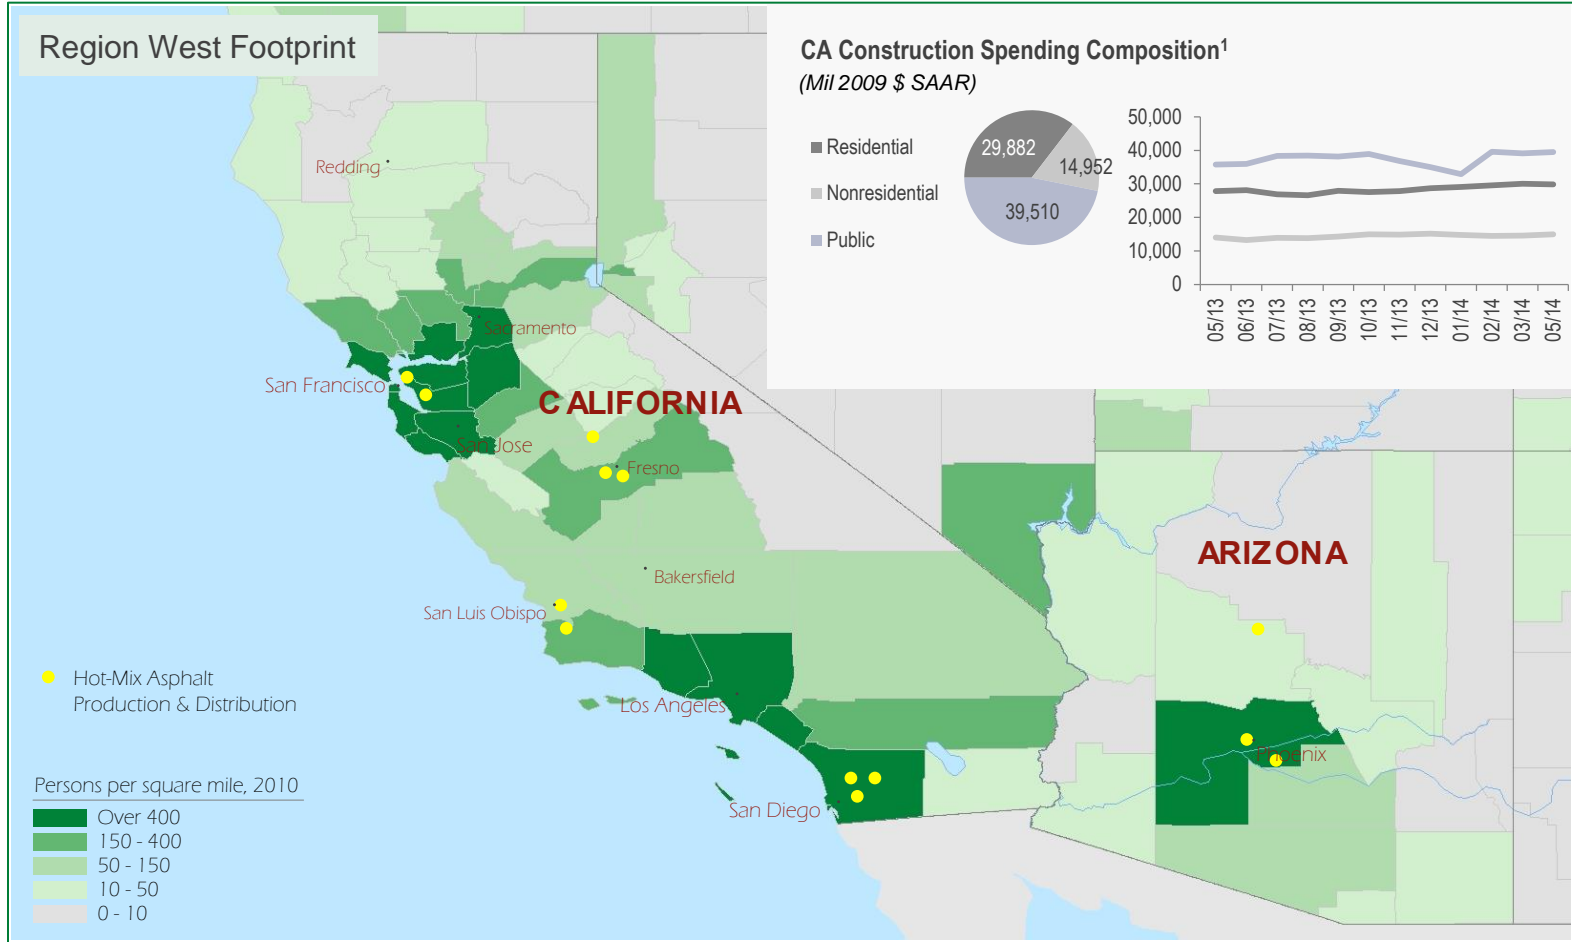 Region West Footprint
CA Construction Spending Composition1
(Mil 2009 $ SAAR)
Residential
Nonresidential
Public
29,882
14,952
39,510
50,000
40,000
30,000
20,000
10,000
0
05/13
06/13
07/13
08/13
09/13
10/13
11/13
12/13
01/14
02/14
03/14
05/14
Redding
Sacramento
San Francisco
CALIFORNIA
San Jose
Fresno
ARIZONA
Bakersfield
San Luis Obispo
Los Angeles
Phoenix
San Diego
Hot-Mix Asphalt
Production & Distribution
Persons per square mile, 2010
Over 400
150 - 400
50 - 150
10 - 50
0 - 10